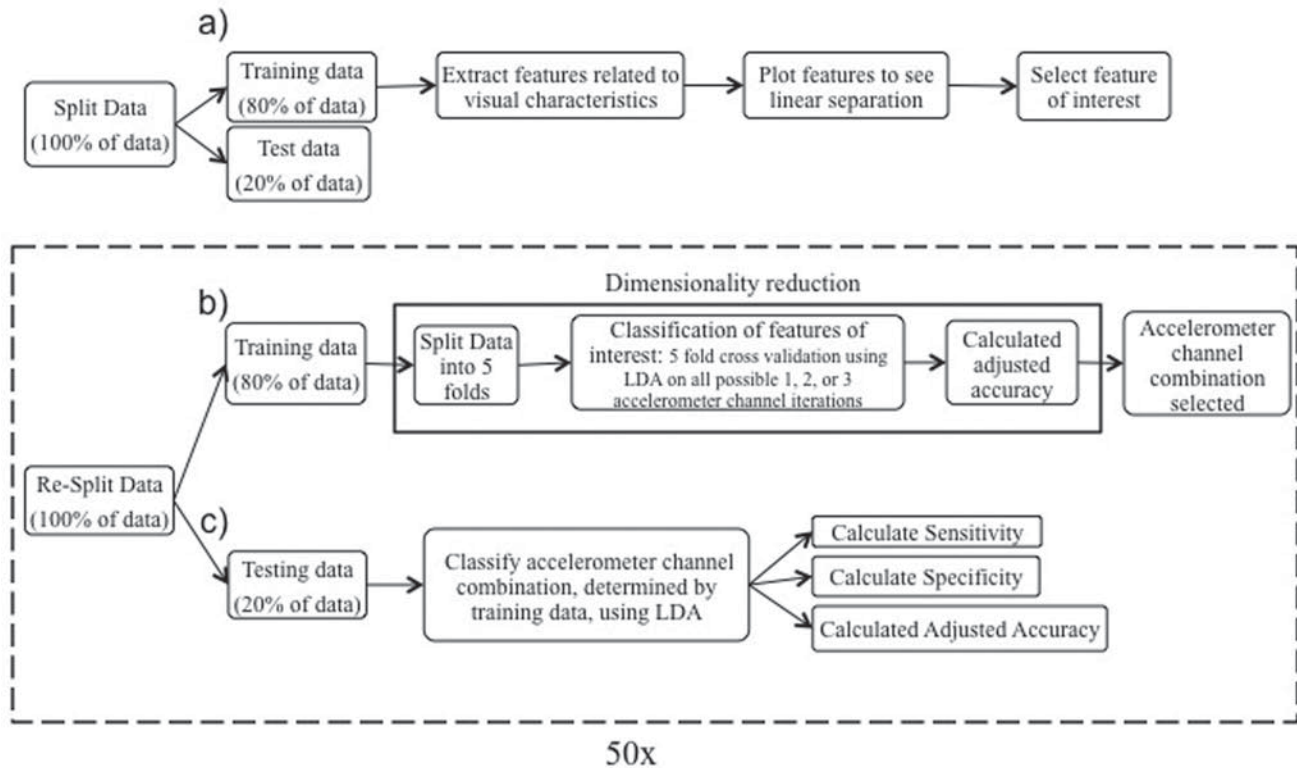 a)
Split Data
(100% of data)
Training data
(80% of data)
Test data
(20% of data)
Extract features related to
visual characteristics
Plot features to see
linear separation
Select feature
of interest
Dimensionality reduction
b)
Re-Split Data
(100% of data)
Training data
(80% of data)
Split Data
into 5
folds
Classification of features of
interest: 5 fold cross validation using
LDA on all possible 1, 2, or 3
accelerometer channel iterations
Calculated
adjusted
accuracy
Accelerometer
channel
combination
selected
c)
Testing data
(20% of data)
Classify accelerometer channel
combination, determined by
training data, using LDA
Calculate Sensitivity
Calculate Specificity
Calculated Adjusted Accuracy
50x